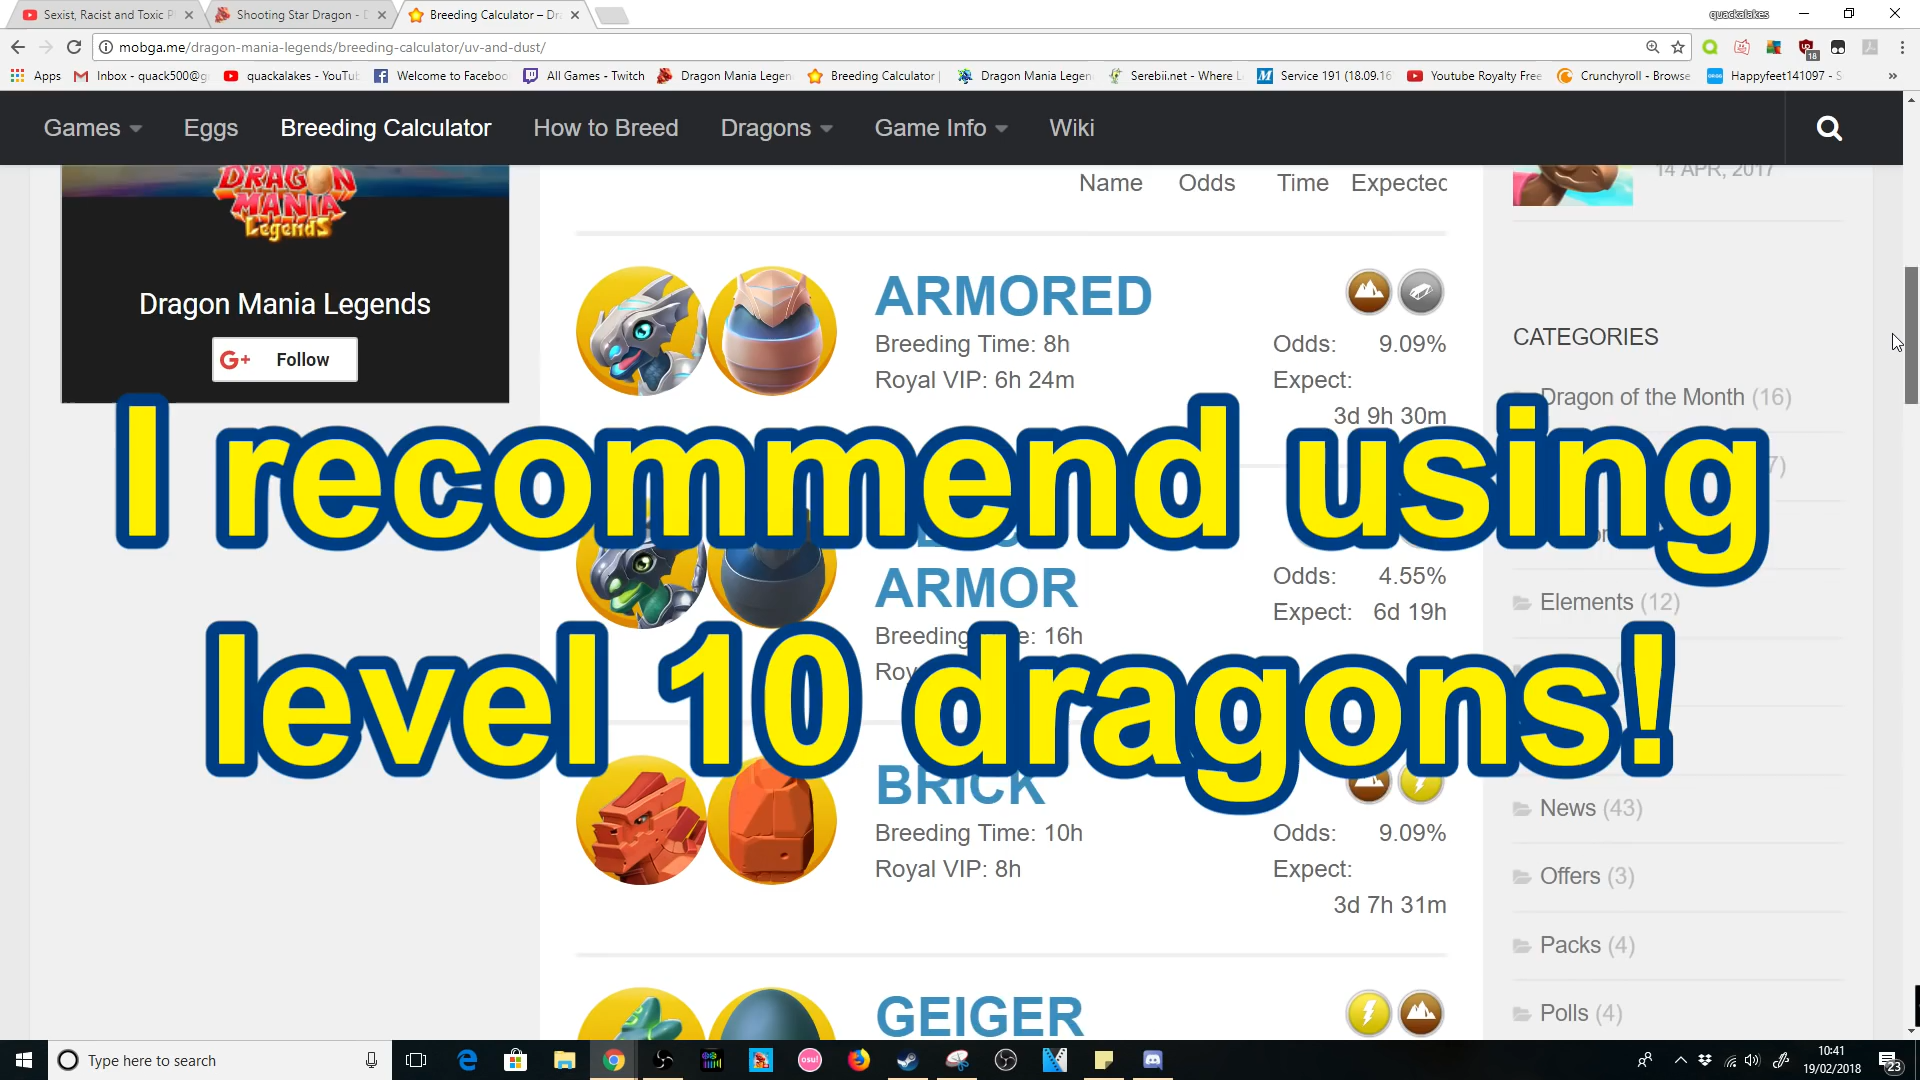 Sexist, Racist and Toxic P
Shooting Star Dragon - D
Breeding Calculator – Dra
quackalakes
mobga.me/dragon-mania-legends/breeding-calculator/uv-and-dust/
Apps
Inbox - quack500@g
quackalakes - YouTu
Welcome to Faceboo
All Games - Twitch
Dragon Mania Legen
Breeding Calculator |
Dragon Mania Legen
Serebii.net - Where L
Service 191 (18.09.16
Youtube Royalty Free
Crunchyroll - Browse
Happyfeet141097 - S
Games
Eggs
Breeding Calculator
How to Breed
Dragons
Game Info
Wiki
DRAGON
MANIA
Legends
Dragon Mania Legends
G+ Follow
Name Odds Time Expected
14 APR, 2017
ARMORED
Breeding Time: 8h
Royal VIP: 6h 24m
Odds: 9.09%
Expect:
3d 9h 30m
CATEGORIES
Dragon of the Month (16)
I recommend using
level 10 dragons!
ARMOR
Odds: 4.55%
Expect: 6d 19h
Elements (12)
BRICK
Breeding Time: 10h
Royal VIP: 8h
Odds: 9.09%
Expect:
3d 7h 31m
News (43)
Offers (3)
Packs (4)
Polls (4)
GEIGER
Type here to search
osu!
10:41
19/02/2018
23